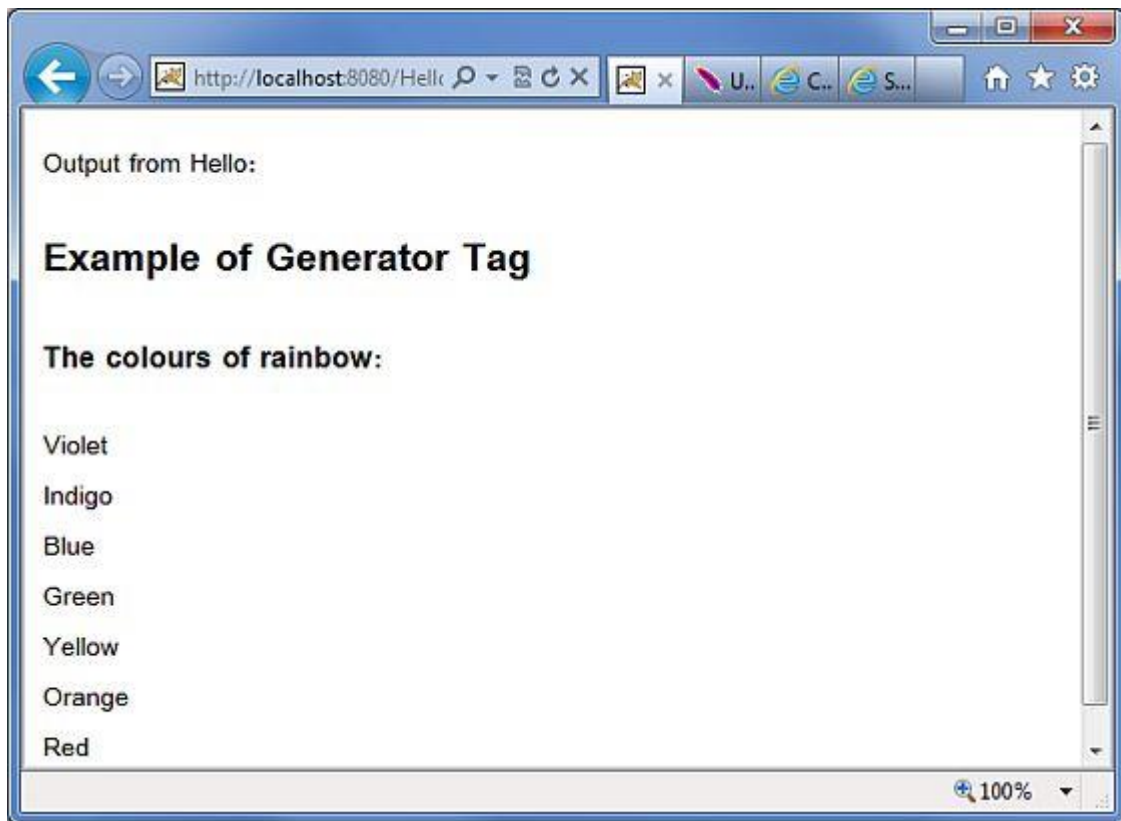 http://localhost:8080/Hell
U..
C..
S...
Output from Hello:
Example of Generator Tag
The colours of rainbow:
Violet
Indigo
Blue
Green
Yellow
Orange
Red
100%